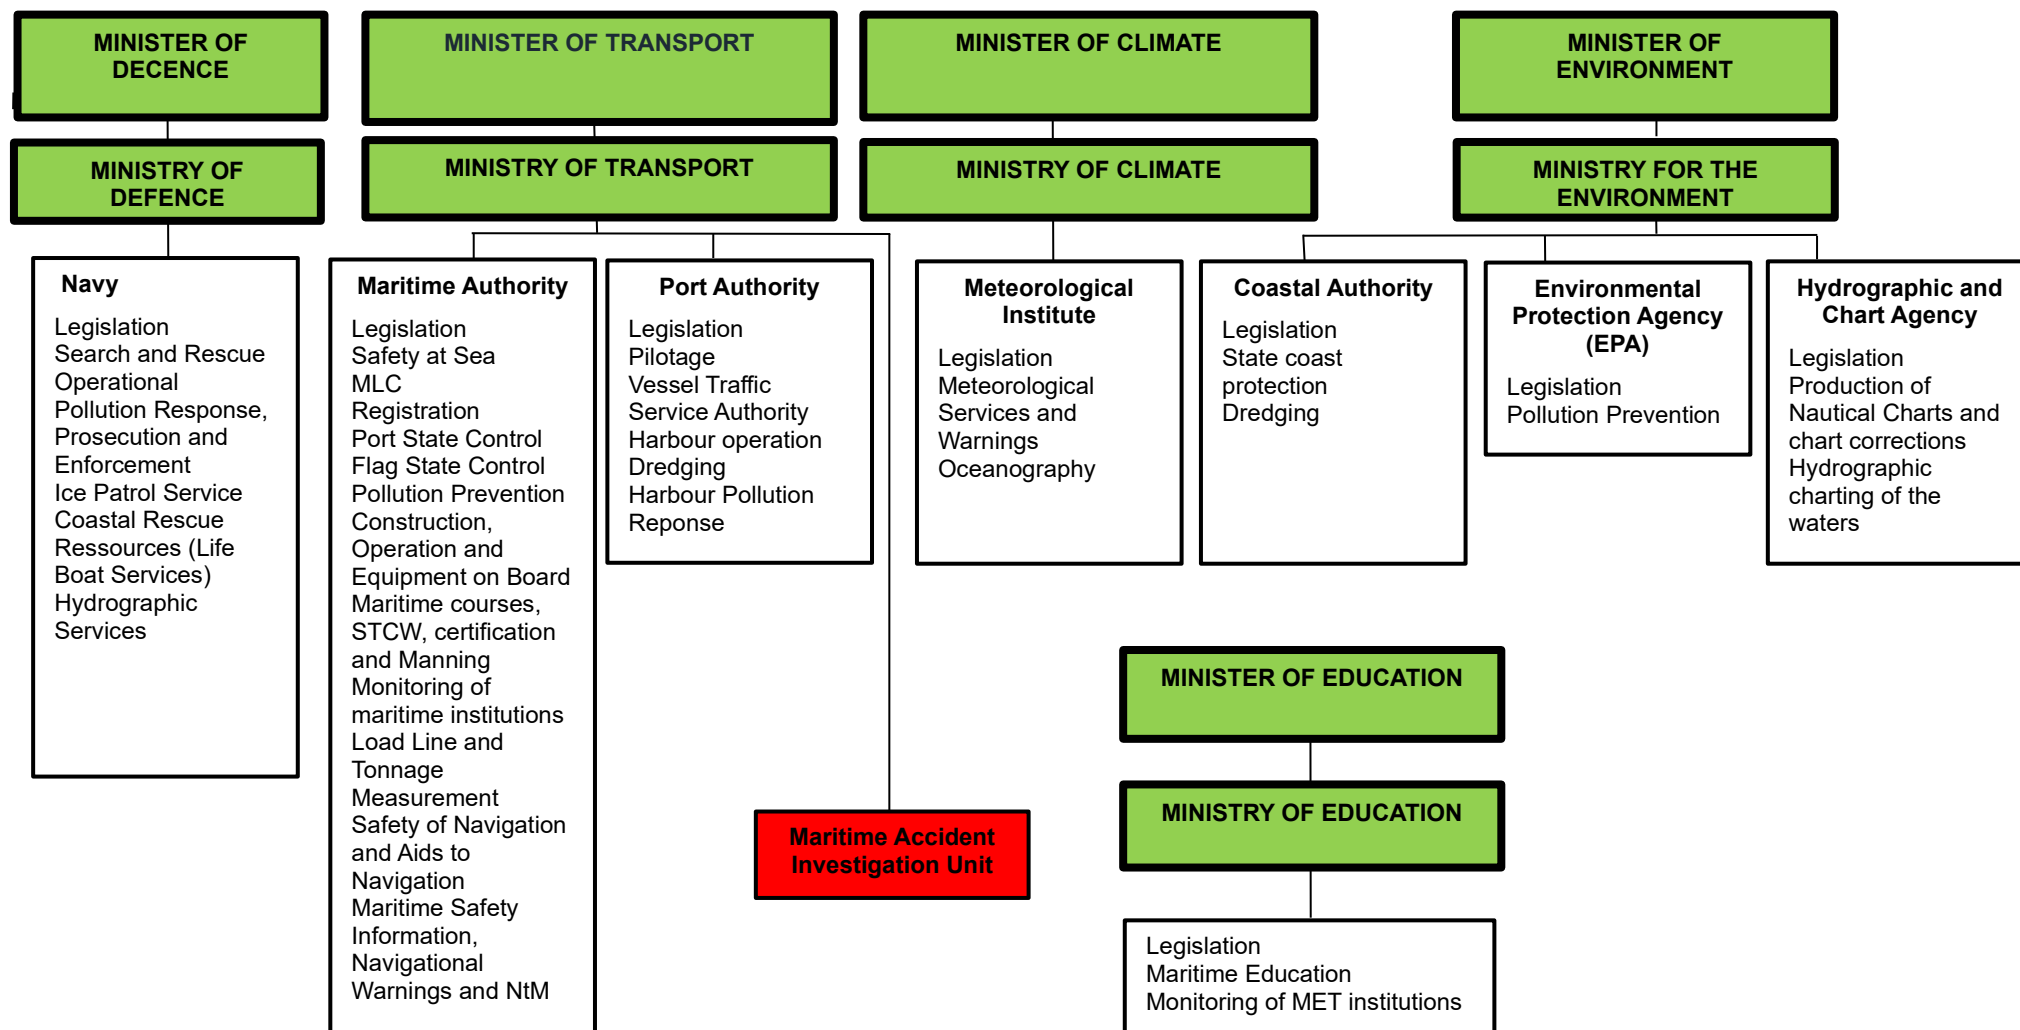 MINISTER OF
DECENCE
MINISTER OF TRANSPORT
MINISTER OF CLIMATE
MINISTER OF
ENVIRONMENT
MINISTRY OF
DEFENCE
MINISTRY OF TRANSPORT
MINISTRY OF CLIMATE
MINISTRY FOR THE
ENVIRONMENT
Navy
Legislation
Search and Rescue
Operational
Pollution Response,
Prosecution and
Enforcement
Ice Patrol Service
Coastal Rescue
Ressources (Life
Boat Services)
Hydrographic
Services
Maritime Authority
Legislation
Safety at Sea
MLC
Registration
Port State Control
Flag State Control
Pollution Prevention
Construction,
Operation and
Equipment on Board
Maritime courses,
STCW, certification
and Manning
Monitoring of
maritime institutions
Load Line and
Tonnage
Measurement
Safety of Navigation
and Aids to
Navigation
Maritime Safety
Information,
Navigational
Warnings and NtM
Port Authority
Legislation
Pilotage
Vessel Traffic
Service Authority
Harbour operation
Dredging
Harbour Pollution
Reponse
Maritime Accident
Investigation Unit
Meteorological
Institute
Legislation
Meteorological
Services and
Warnings
Oceanography
Coastal Authority
Legislation
State coast
protection
Dredging
Environmental
Protection Agency
(EPA)
Legislation
Pollution Prevention
Hydrographic and
Chart Agency
Legislation
Production of
Nautical Charts and
chart corrections
Hydrographic
charting of the
waters
MINISTER OF EDUCATION
MINISTRY OF EDUCATION
Legislation
Maritime Education
Monitoring of MET institutions